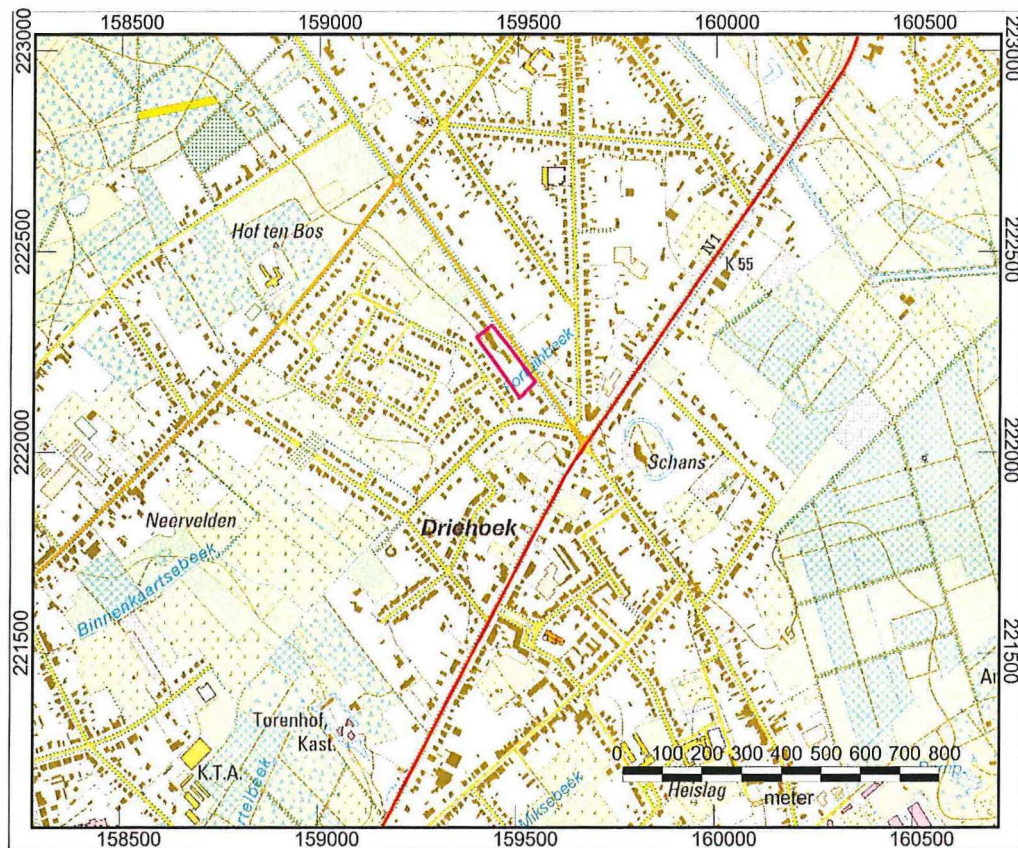 158500 159000 159500 160000 160500
223000
223000
Hof ten Bos
222500
222500
N1
K 55
222000
222000
Schans
Neervelden
Driehoek
Binnenkaartsebeek
221500
221500
Torenhof,
Kast.
K.T.A.
0 100 200 300 400 500 600 700 800
Heislag
meter
158500 159000 159500 160000 160500